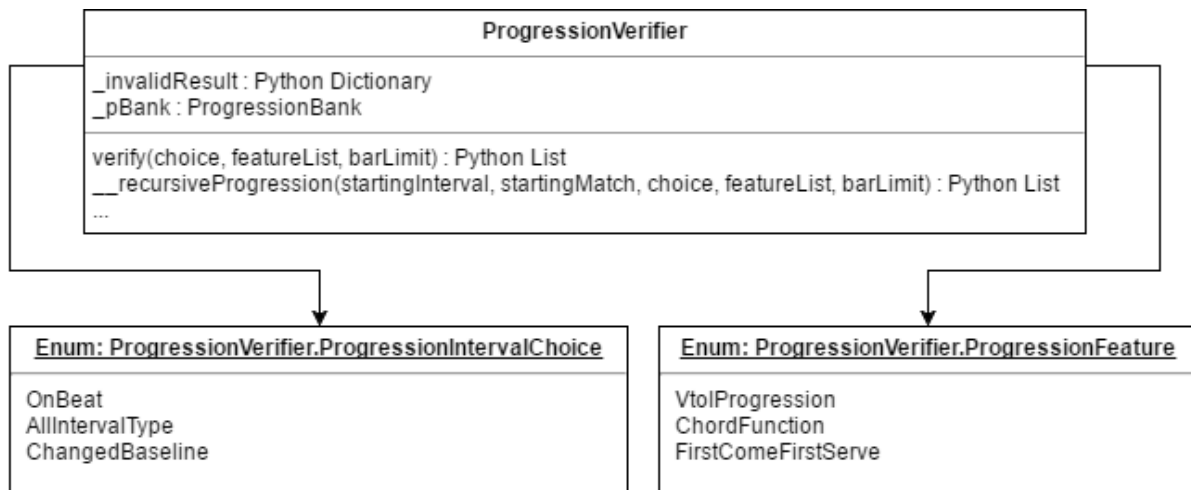 ProgressionVerifier
_invalidResult : Python Dictionary
_pBank : ProgressionBank
verify(choice, featureList, barLimit) : Python List
__recursiveProgression(startingInterval, startingMatch, choice, featureList, barLimit) : Python List
...
Enum: ProgressionVerifier.ProgressionIntervalChoice
OnBeat
AllIntervalType
ChangedBaseline
Enum: ProgressionVerifier.ProgressionFeature
VtoIProgression
ChordFunction
FirstComeFirstServe